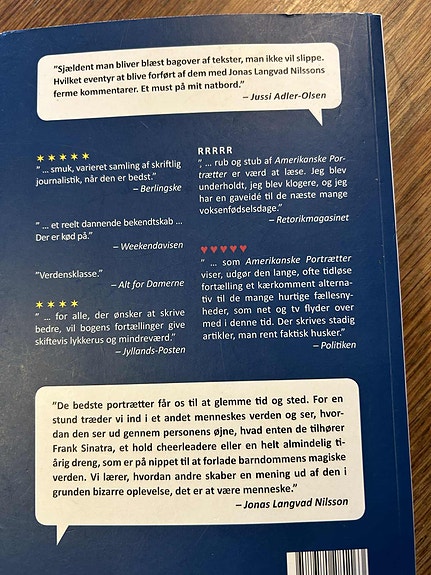 "Sjældent man bliver blæst bagover af tekster, man ikke vil slippe.
Hvilket eventyr at blive forført af dem med Jonas Langvad Nilssons
ferme kommentarer. Et must på mit natbord."
– Jussi Adler-Olsen
★★★★★
" ... smuk, varieret samling af skriftlig
journalistik, når den er bedst."
– Berlingske
" ... et reelt dannende bekendtskab ...
Der er kød på."
– Weekendavisen
"Verdensklasse."
– Alt for Damerne
★★★★
" ... for alle, der ønsker at skrive
bedre, vil bogens fortællinger give
skiftevis lykkerus og mindreværd."
– Jyllands-Posten
RRRRR
", ... rub og stub af Amerikanske Por-
trætter er værd at læse. Jeg blev
underholdt, jeg blev klogere, og jeg
har en gaveidé til de næste mange
voksenfødselsdage."
– Retorikmagasinet
♥♥♥♥♥
" ... som Amerikanske Portrætter
viser, udgør den lange, ofte tidløse
fortælling et kærkomment alterna-
tiv til de mange hurtige fællesny-
heder, som net og tv flyder over
med i denne tid. Der skrives stadig
artikler, man rent faktisk husker."
– Politiken
"De bedste portrætter får os til at glemme tid og sted. For en
stund træder vi ind i et andet menneskes verden og ser, hvor-
dan den ser ud gennem personens øjne, hvad enten de tilhører
Frank Sinatra, et hold cheerleadere eller en helt almindelig ti-
årig dreng, som er på nippet til at forlade barndommens magiske
verden. Vi lærer, hvordan andre skaber en mening ud af den i
grunden bizarre oplevelse, det er at være menneske."
– Jonas Langvad Nilsson